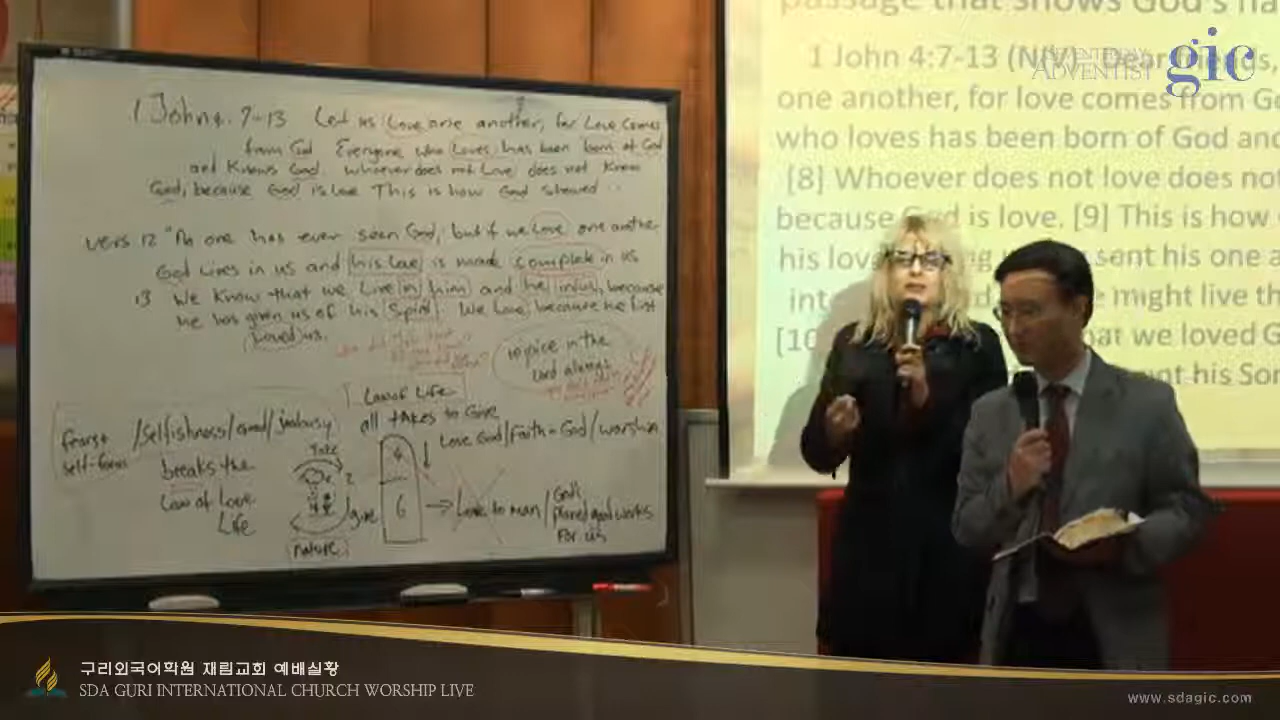 1 John 4. 7-13 Let us Love one another, for Love comes
from God Everyone who Loves has been born of God
and Knows God. whoever does not Love does not Know
God, because God is Love This is how God showed ..
vers 12 "No one has ever seen God, but if we Love one another
God Lives in us and his Love is made complete in us
13 We Know that we Live in him and he in us, because
he has given us of his Spirit. We Love because he first
Loved us.
rejoice in the
Lord always
Law of Life
all takes to Give
fears+
self-focus
/selfishness/Greed/jealousy
breaks the
Law of Love
Life
Take
give
nature
4
6
Love God/Faith - God/worship
Love to man/
God's
planed good works
For us
passage that shows God's
1 John 4:7-13 (NIV) Dear friends,
one another, for love comes from
who loves has been born of God and
[8] Whoever does not love does not
because God is love. [9] This is how
his love sent his one
might live
[10 that we loved
his Son
SEVENTH-DAY
ADVENTIST
gic
구리외국어학원 재림교회 예배실황
SDA GURI INTERNATIONAL CHURCH WORSHIP LIVE
www.sdagic.com